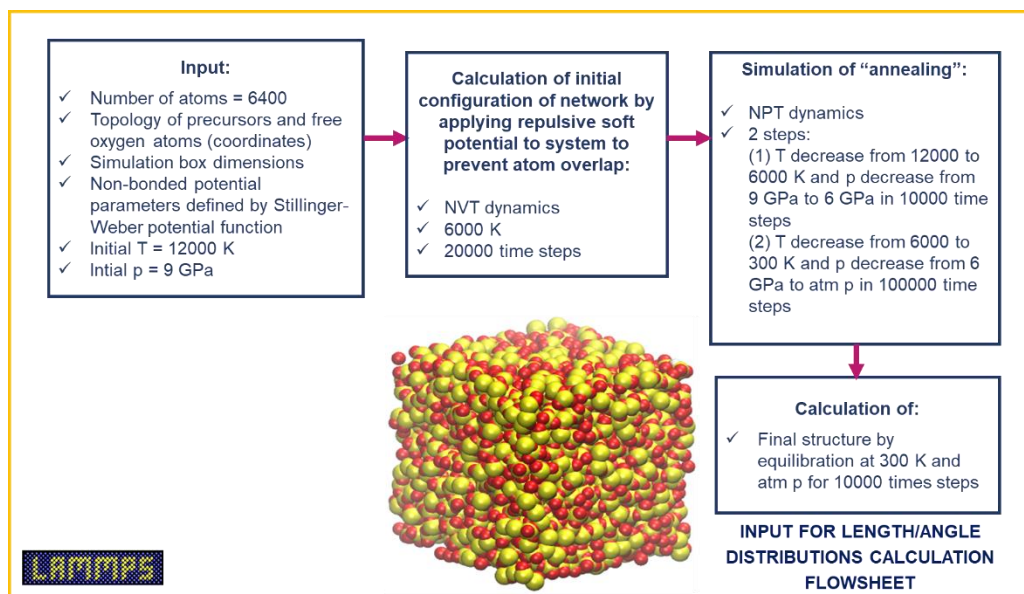 Input:
✓ Number of atoms = 6400
✓ Topology of precursors and free
oxygen atoms (coordinates)
✓ Simulation box dimensions
✓ Non-bonded potential
parameters defined by Stillinger-
Weber potential function
✓ Initial T = 12000 K
✓ Intial p = 9 GPa
Calculation of initial
configuration of network by
applying repulsive soft
potential to system to
prevent atom overlap:
✓ NVT dynamics
✓ 6000 K
✓ 20000 time steps
Simulation of “annealing”:
✓ NPT dynamics
✓ 2 steps:
(1) T decrease from 12000 to
6000 K and p decrease from
9 GPa to 6 GPa in 10000 time
steps
(2) T decrease from 6000 to
300 K and p decrease from 6
GPa to atm p in 100000 time
steps
Calculation of:
✓ Final structure by
equilibration at 300 K and
atm p for 10000 times steps
INPUT FOR LENGTH/ANGLE
DISTRIBUTIONS CALCULATION
FLOWSHEET
LAMMPS